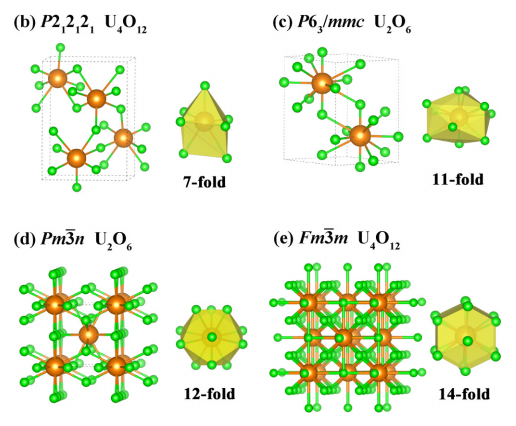 (b) P2₁2₁2₁ U₄O₁₂
(c) P6₃/mmc U₂O₆
7-fold
11-fold
(d) Pm3̅n U₂O₆
(e) Fm3̅m U₄O₁₂
12-fold
14-fold